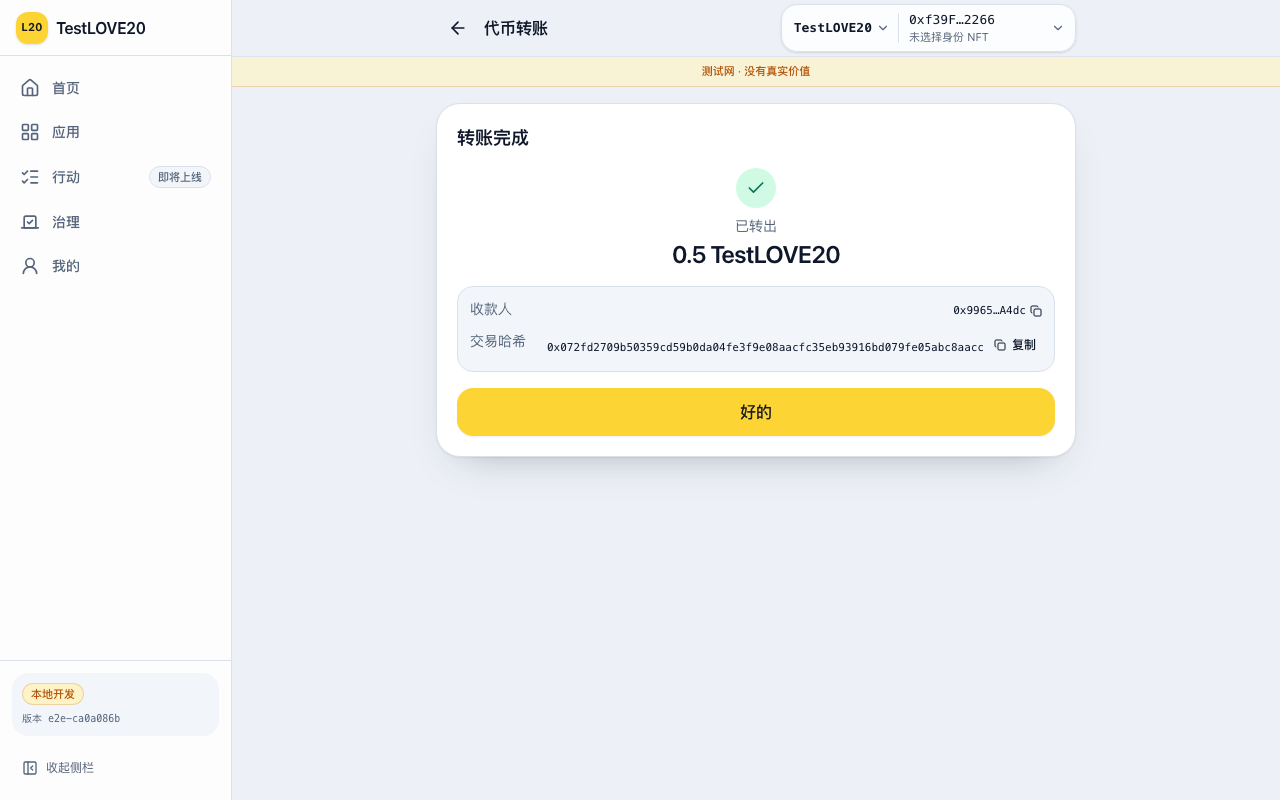 L20 TestLOVE20
首页
应用
行动 即将上线
治理
我的
本地开发
版本 e2e-ca0a086b
收起侧栏
代币转账
TestLOVE20
0xf39F…2266
未选择身份 NFT
测试网 · 没有真实价值
转账完成
已转出
0.5 TestLOVE20
收款人 0x9965…A4dc
交易哈希 0x072fd2709b50359cd59b0da04fe3f9e08aacfc35eb93916bd079fe05abc8aacc 复制
好的